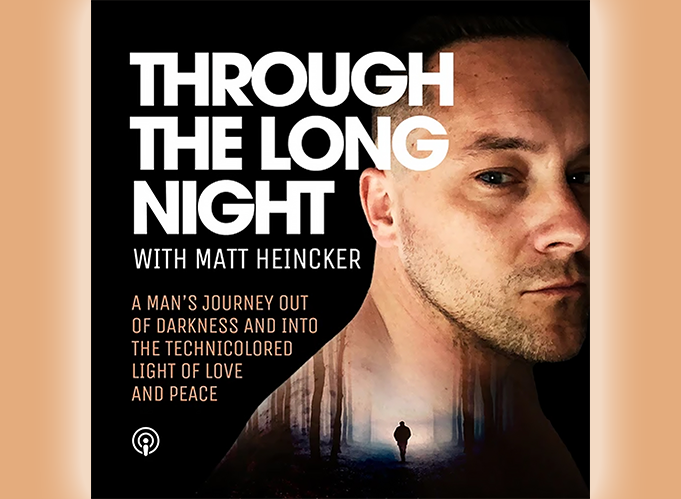 THROUGH
THE LONG
NIGHT
WITH MATT HEINCKER
A MAN'S JOURNEY OUT
OF DARKNESS AND INTO
THE TECHNICOLORED
LIGHT OF LOVE
AND PEACE